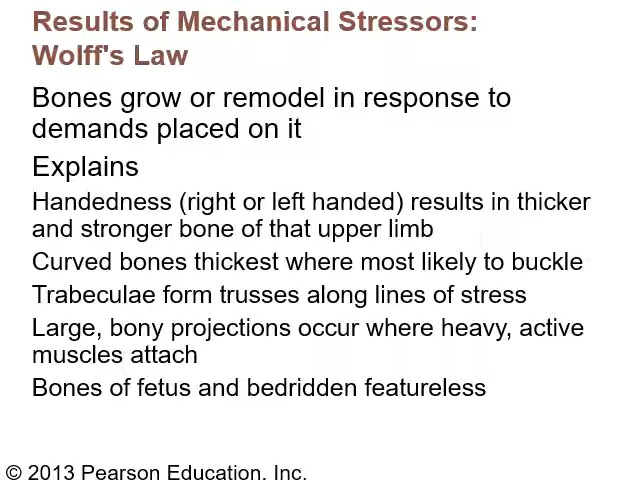 Results of Mechanical Stressors:
Wolff's Law
Bones grow or remodel in response to
demands placed on it
Explains
Handedness (right or left handed) results in thicker
and stronger bone of that upper limb
Curved bones thickest where most likely to buckle
Trabeculae form trusses along lines of stress
Large, bony projections occur where heavy, active
muscles attach
Bones of fetus and bedridden featureless
© 2013 Pearson Education, Inc.